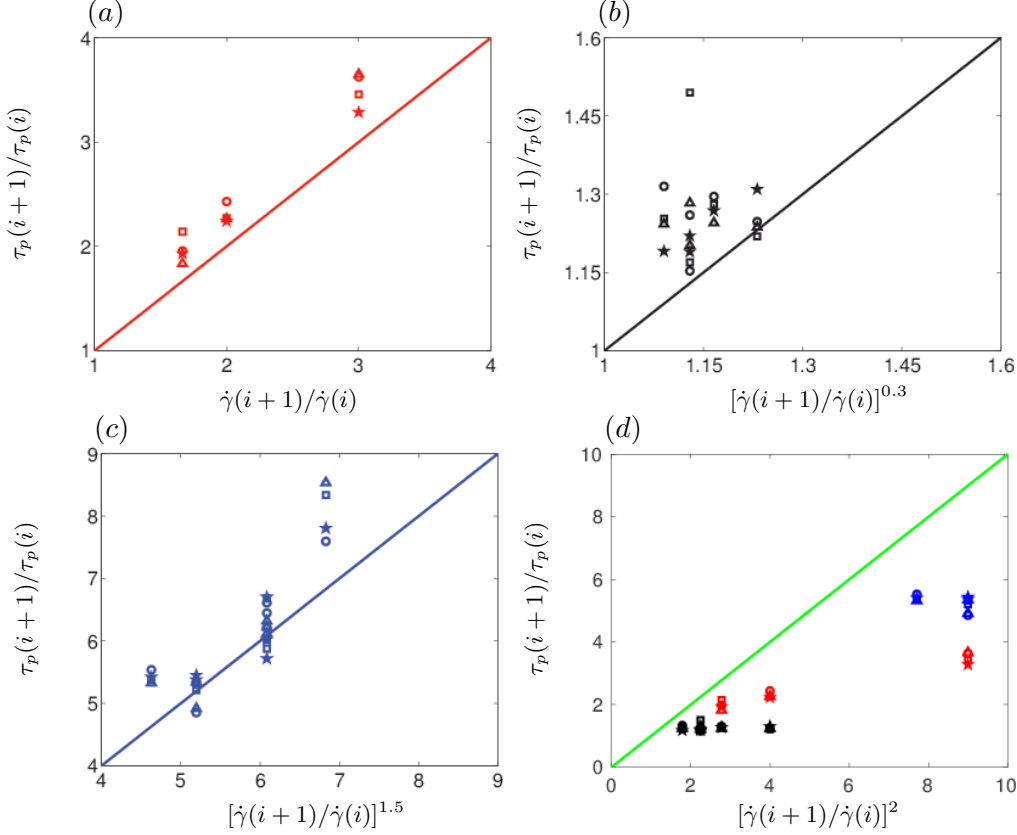 (a)
4
3
2
1
1 2 3 4
τ_p(i + 1)/τ_p(i)
γ̇(i + 1)/γ̇(i)
(b)
1.6
1.45
1.3
1.15
1
1 1.15 1.3 1.45 1.6
τ_p(i + 1)/τ_p(i)
[γ̇(i + 1)/γ̇(i)]^0.3
(c)
9
8
7
6
5
4
4 5 6 7 8 9
τ_p(i + 1)/τ_p(i)
[γ̇(i + 1)/γ̇(i)]^1.5
(d)
10
8
6
4
2
0
0 2 4 6 8 10
τ_p(i + 1)/τ_p(i)
[γ̇(i + 1)/γ̇(i)]^2